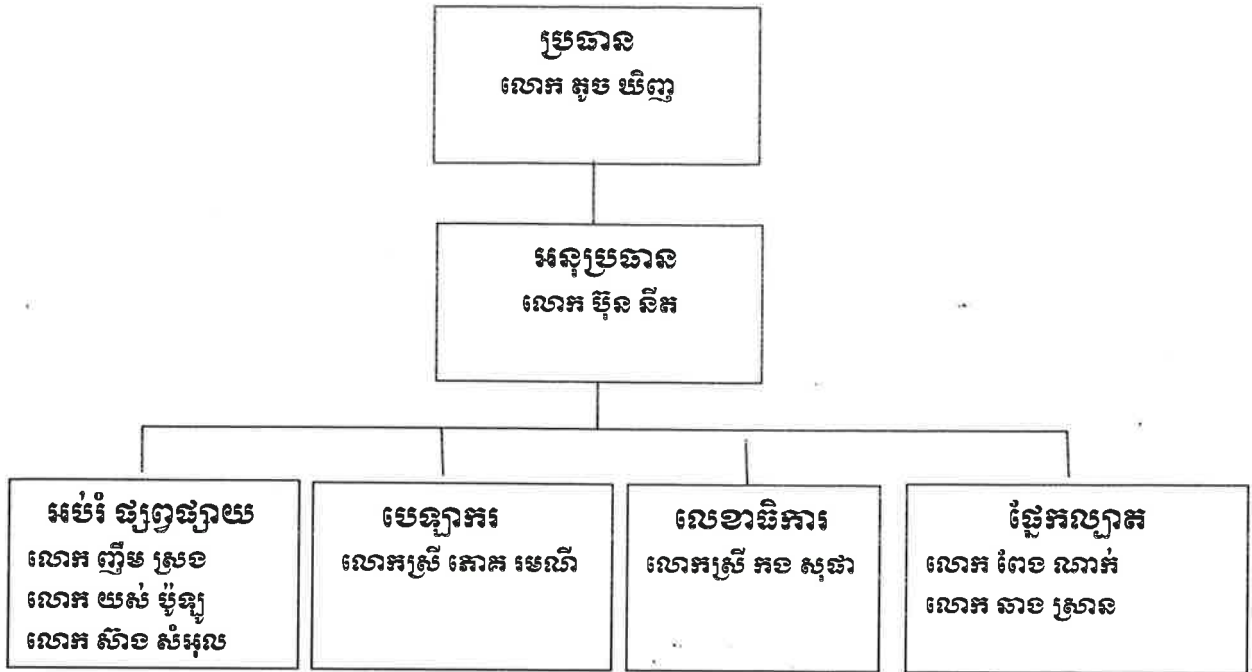 ប្រធាន
លោក តូច ឃិញ
អនុប្រធាន
លោក ប៊ុន នីត
អប់រំ ផ្សព្វផ្សាយ
លោក ញឹម ស្រេង
លោក យស់ ប៉ូឡូ
លោក ស៊ាង សំអុល
បេឡាករ
លោកស្រី ភោគ រមណី
លេខាធិការ
លោកស្រី កង សុផា
ផ្នែកល្បាត
លោក ពែង ណាក់
លោក ឆាង ស្រាន